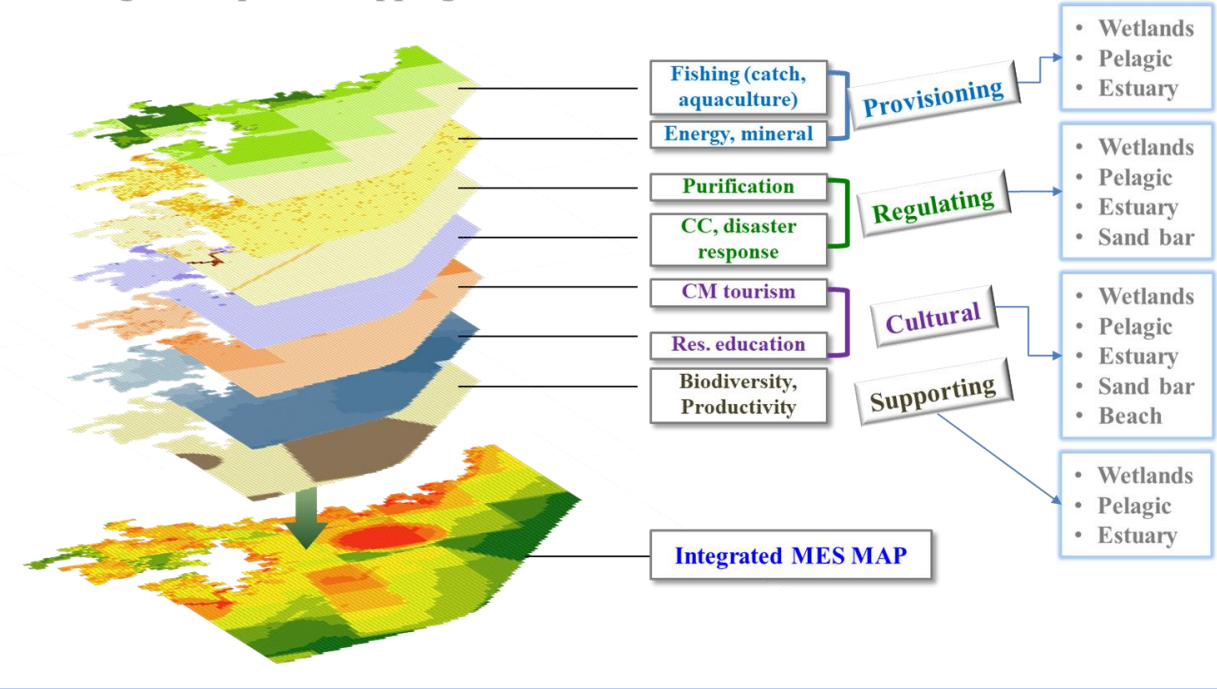 Fishing (catch,
aquaculture)
Energy, mineral
Provisioning
• Wetlands
• Pelagic
• Estuary
Purification
CC, disaster
response
Regulating
• Wetlands
• Pelagic
• Estuary
• Sand bar
CM tourism
Res. education
Cultural
• Wetlands
• Pelagic
• Estuary
• Sand bar
• Beach
Biodiversity,
Productivity
Supporting
• Wetlands
• Pelagic
• Estuary
Integrated MES MAP